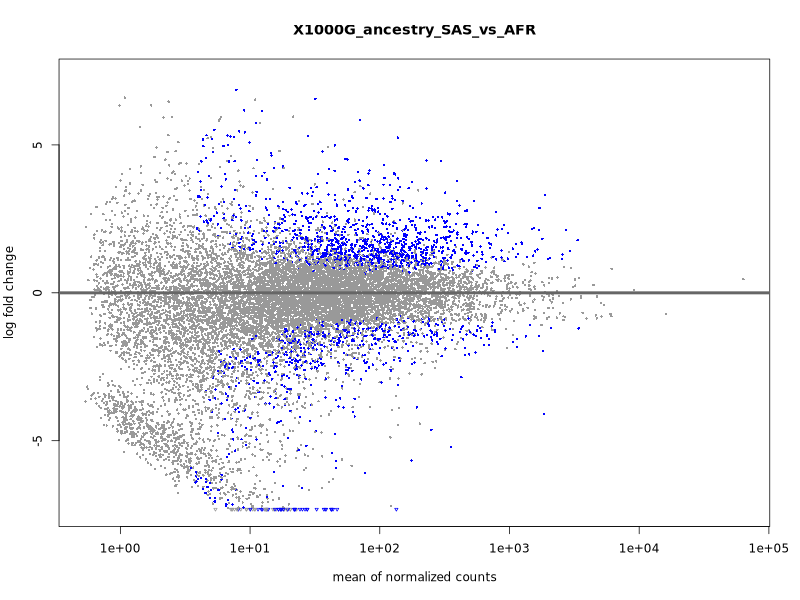 X1000G_ancestry_SAS_vs_AFR
log fold change
5
0
-5
1e+00 1e+01 1e+02 1e+03 1e+04 1e+05
mean of normalized counts